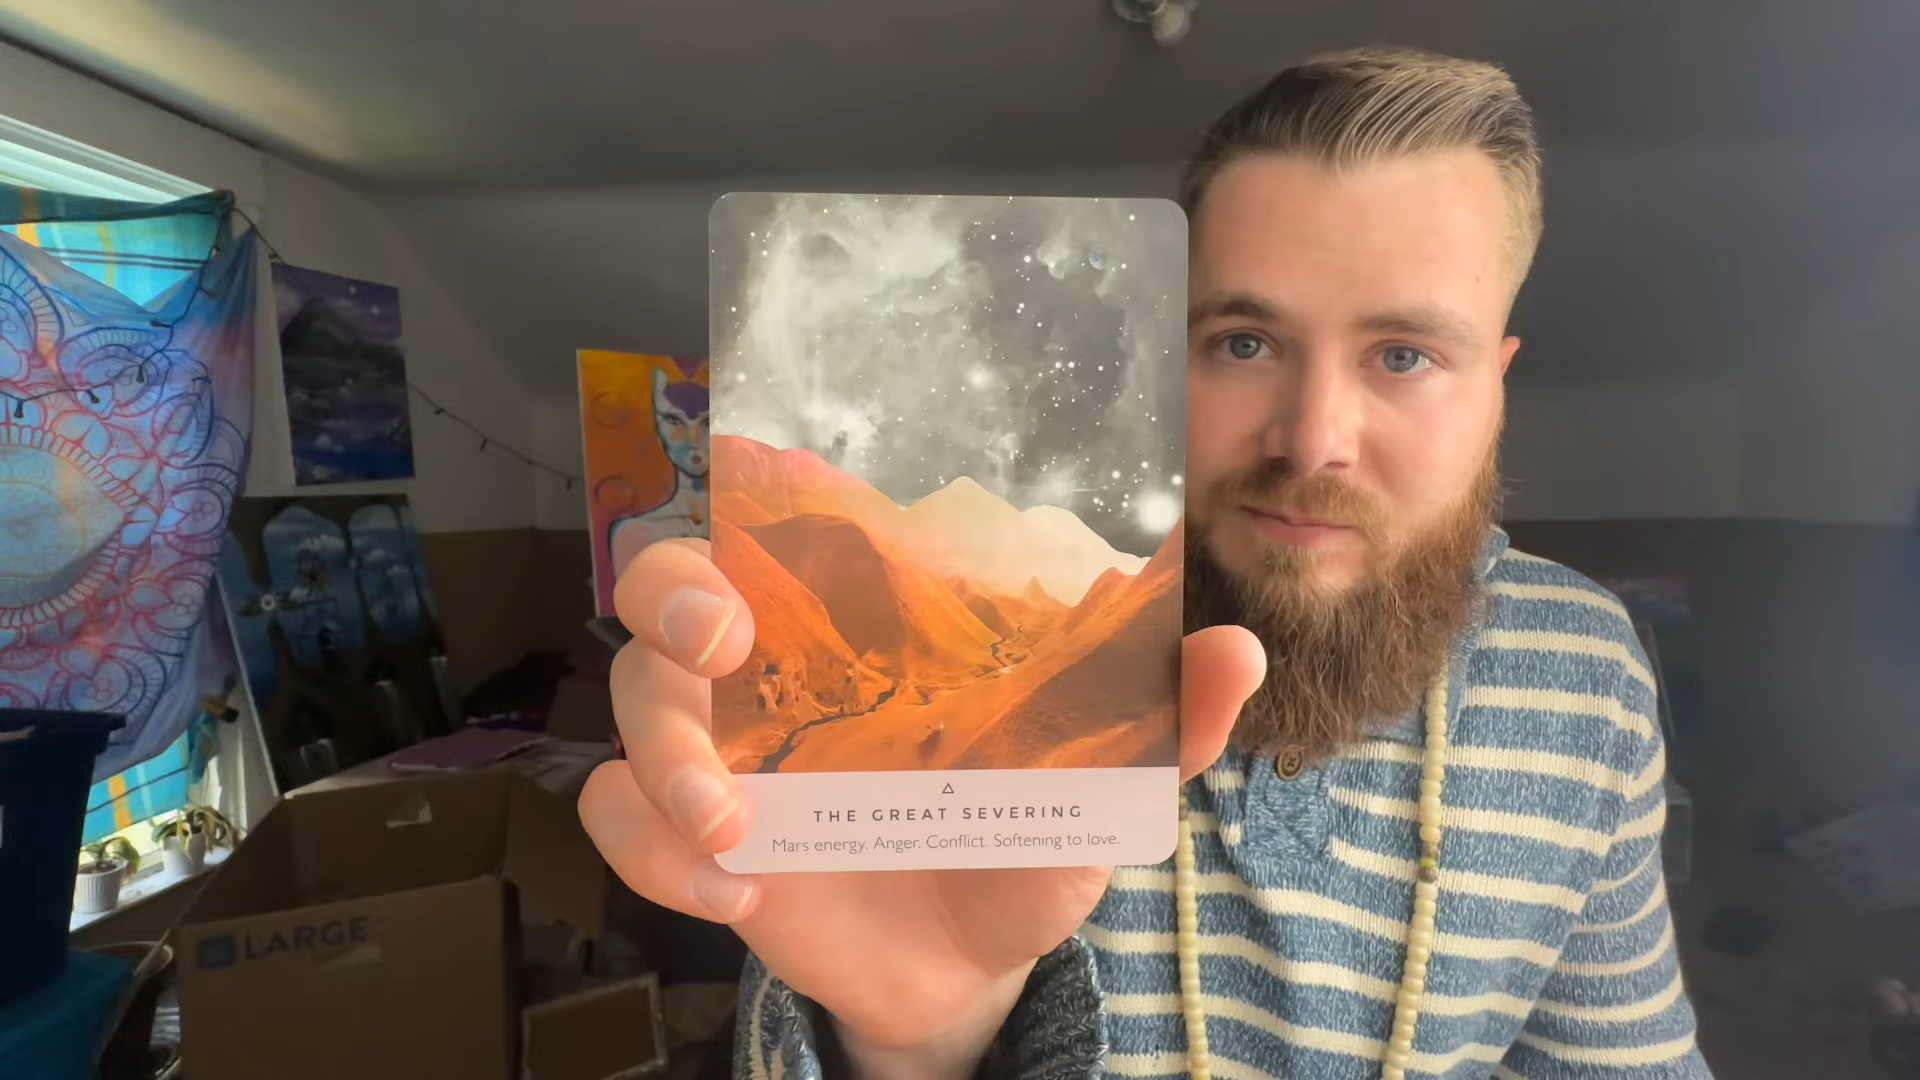 THE GREAT SEVERING
Mars energy. Anger. Conflict. Softening to love.
LARGE